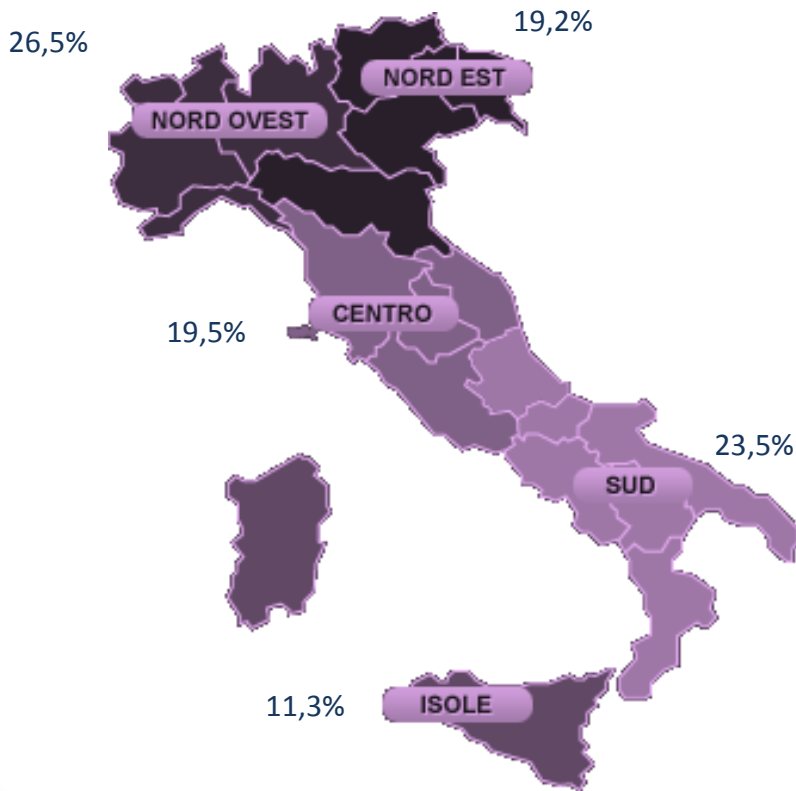 26,5%
19,2%
NORD EST
NORD OVEST
CENTRO
19,5%
23,5%
SUD
11,3%
ISOLE